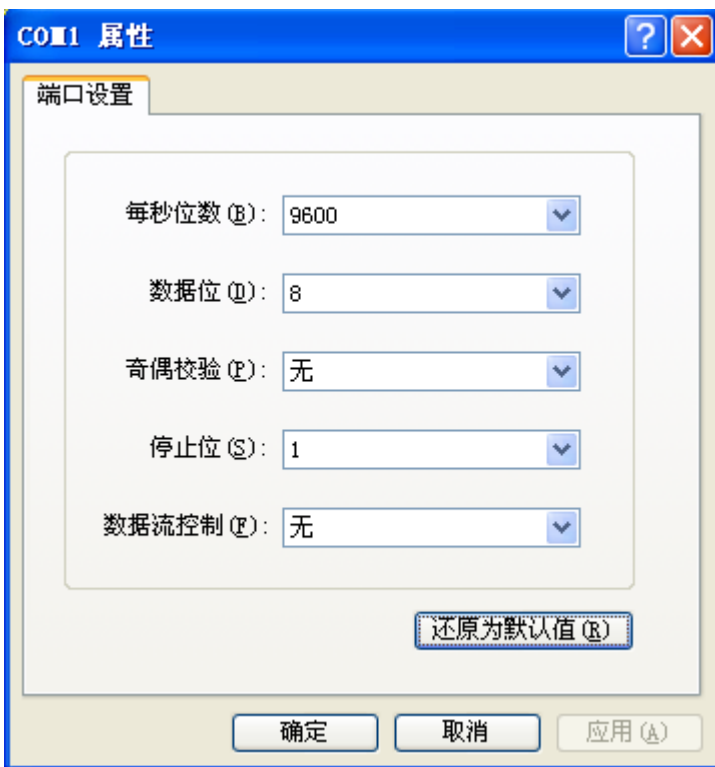 COM1 属性
端口设置
每秒位数(B): 9600
数据位(D): 8
奇偶校验(P): 无
停止位(S): 1
数据流控制(F): 无
还原为默认值(R)
确定 取消 应用(A)